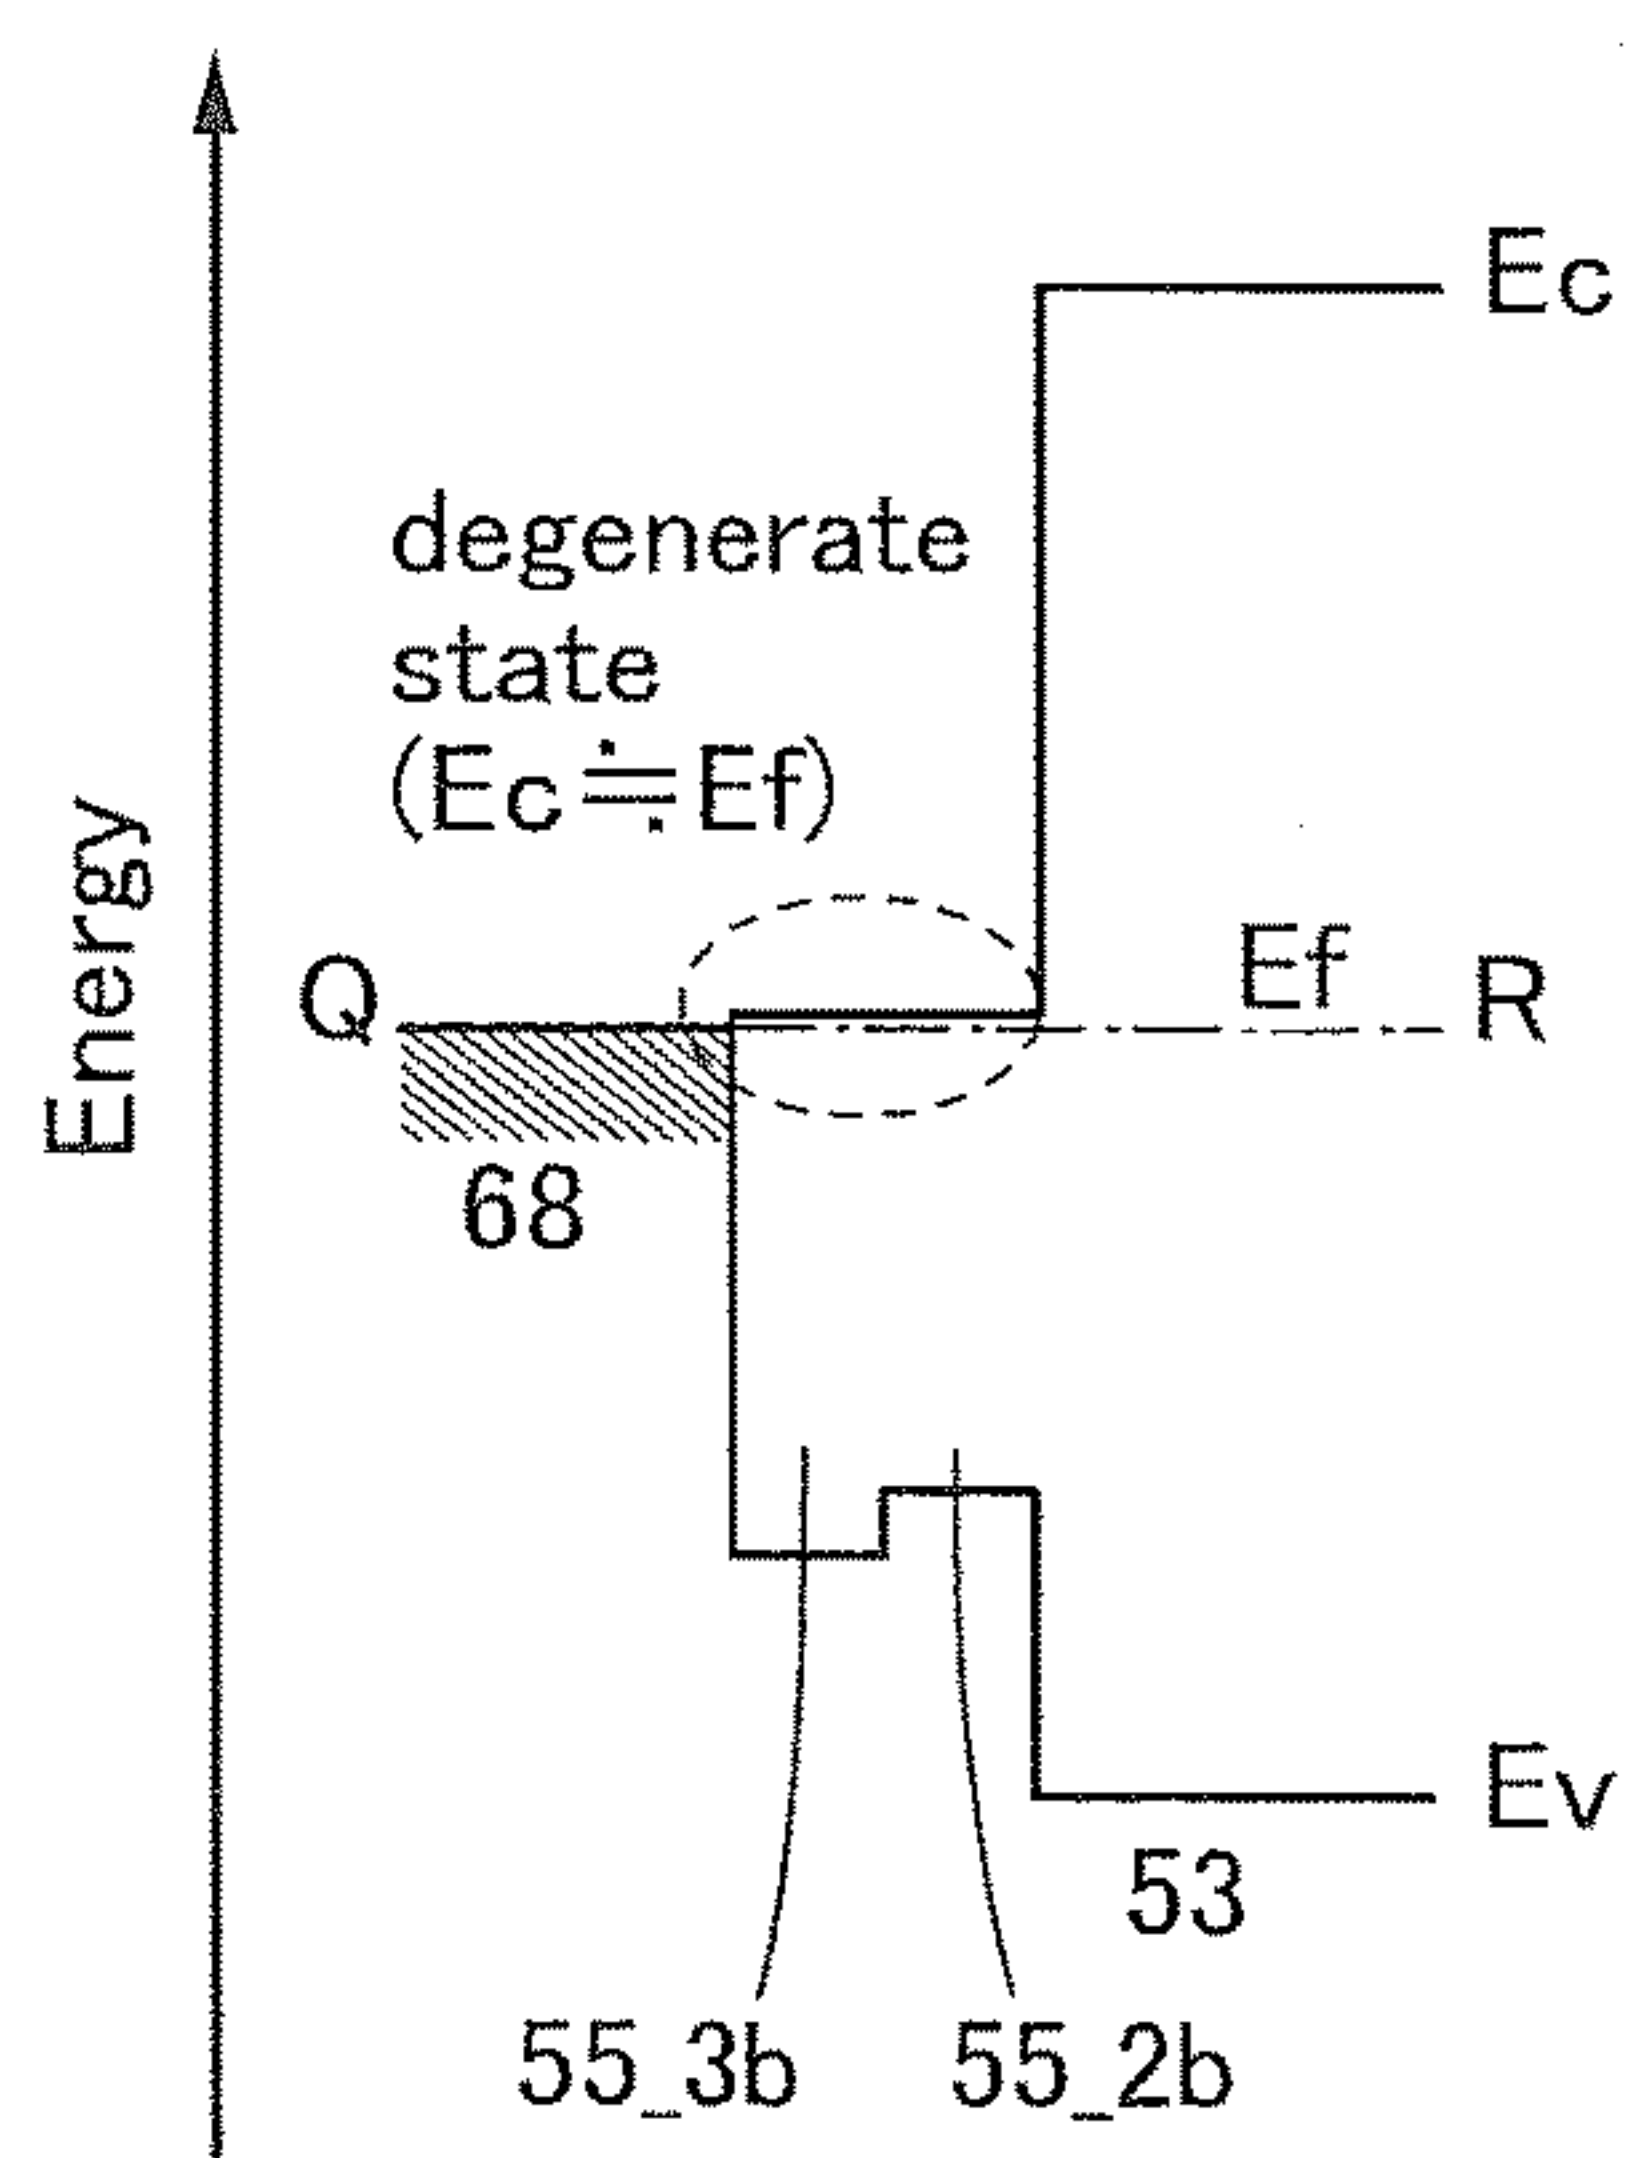 Ec
degenerate
state
(Ec≒Ef)
Energy
Q
Ef
R
68
Ev
53
55_3b
55_2b